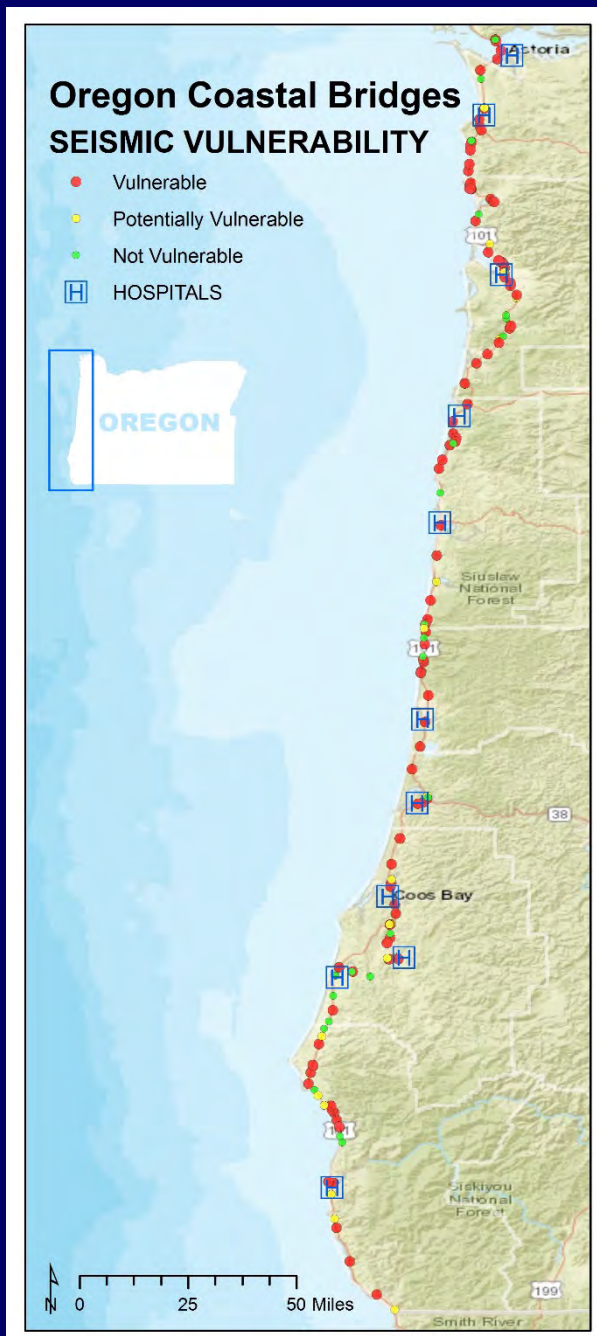 Astoria
Oregon Coastal Bridges
SEISMIC VULNERABILITY
Vulnerable
Potentially Vulnerable
Not Vulnerable
H HOSPITALS
H
H
101
H
OREGON
H
H
Siuslaw
National
Forest
101
H
H
38
H
Coos Bay
H
H
101
Siskiyou
National
Forest
H
N 0 25 50 Miles
199
Smith River